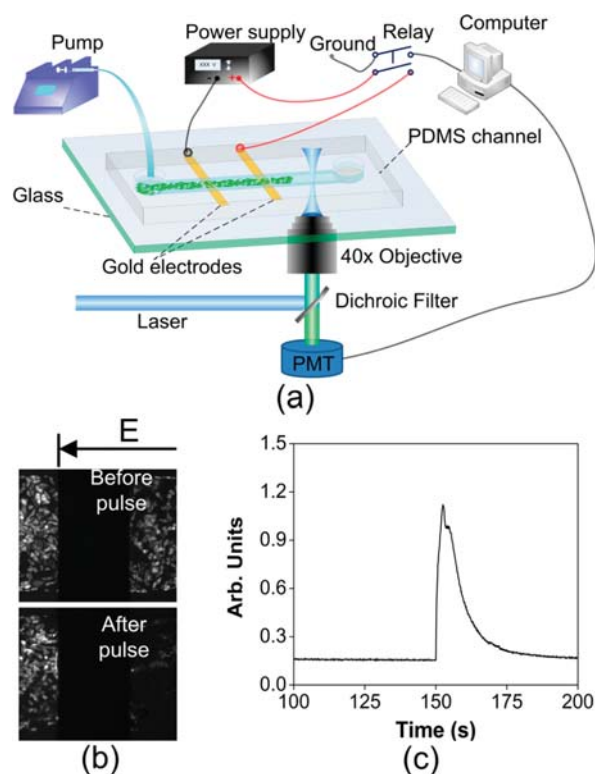 Pump
Power supply
XXX V
- +
Ground
Relay
Computer
PDMS channel
Glass
Gold electrodes
40x Objective
Dichroic Filter
Laser
PMT
(a)
E
Before
pulse
After
pulse
(b)
1.5
1.2
0.9
0.6
0.3
0.0
Arb. Units
100 125 150 175 200
Time (s)
(c)